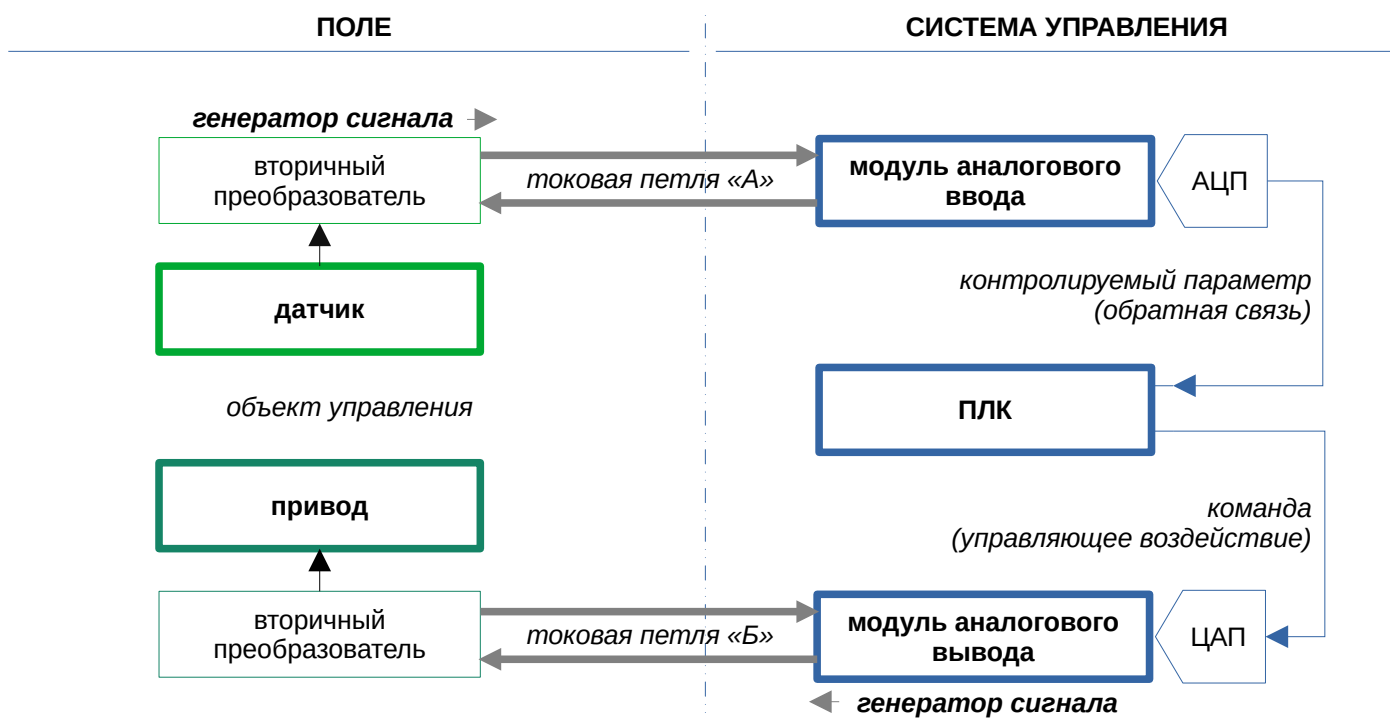 ПОЛЕ
СИСТЕМА УПРАВЛЕНИЯ
генератор сигнала
вторичный
преобразователь
токовая петля «А»
модуль аналогового
ввода
АЦП
датчик
контролируемый параметр
(обратная связь)
объект управления
ПЛК
привод
команда
(управляющее воздействие)
вторичный
преобразователь
токовая петля «Б»
модуль аналогового
вывода
ЦАП
генератор сигнала